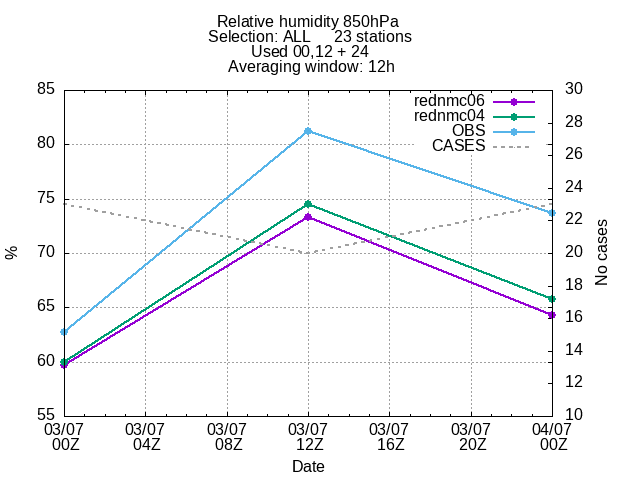 Relative humidity 850hPa
Selection: ALL 23 stations
Used 00,12 + 24
Averaging window: 12h
85
80
75
70
65
60
55
%
30
28
26
24
22
20
18
16
14
12
10
No cases
rednmc06
rednmc04
OBS
CASES
03/07 03/07 03/07 03/07 03/07 03/07 04/07
00Z 04Z 08Z 12Z 16Z 20Z 00Z
Date